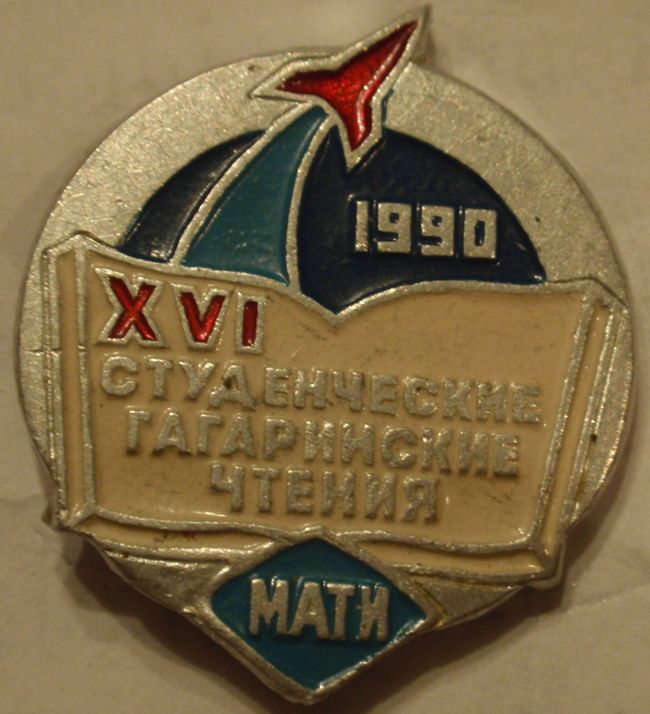 1990
XVI
СТУДЕНЧЕСКИЕ
ГАГАРИНСКИЕ
ЧТЕНИЯ
МАТИ